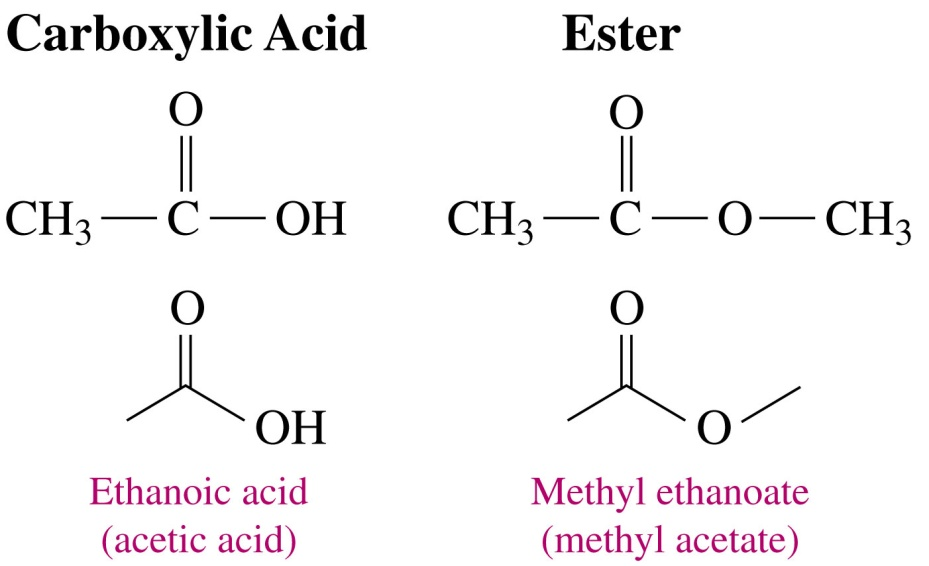 Carboxylic Acid
Ester
O
O
CH3 — C — OH
CH3 — C — O — CH3
O
O
OH
O
Ethanoic acid
(acetic acid)
Methyl ethanoate
(methyl acetate)